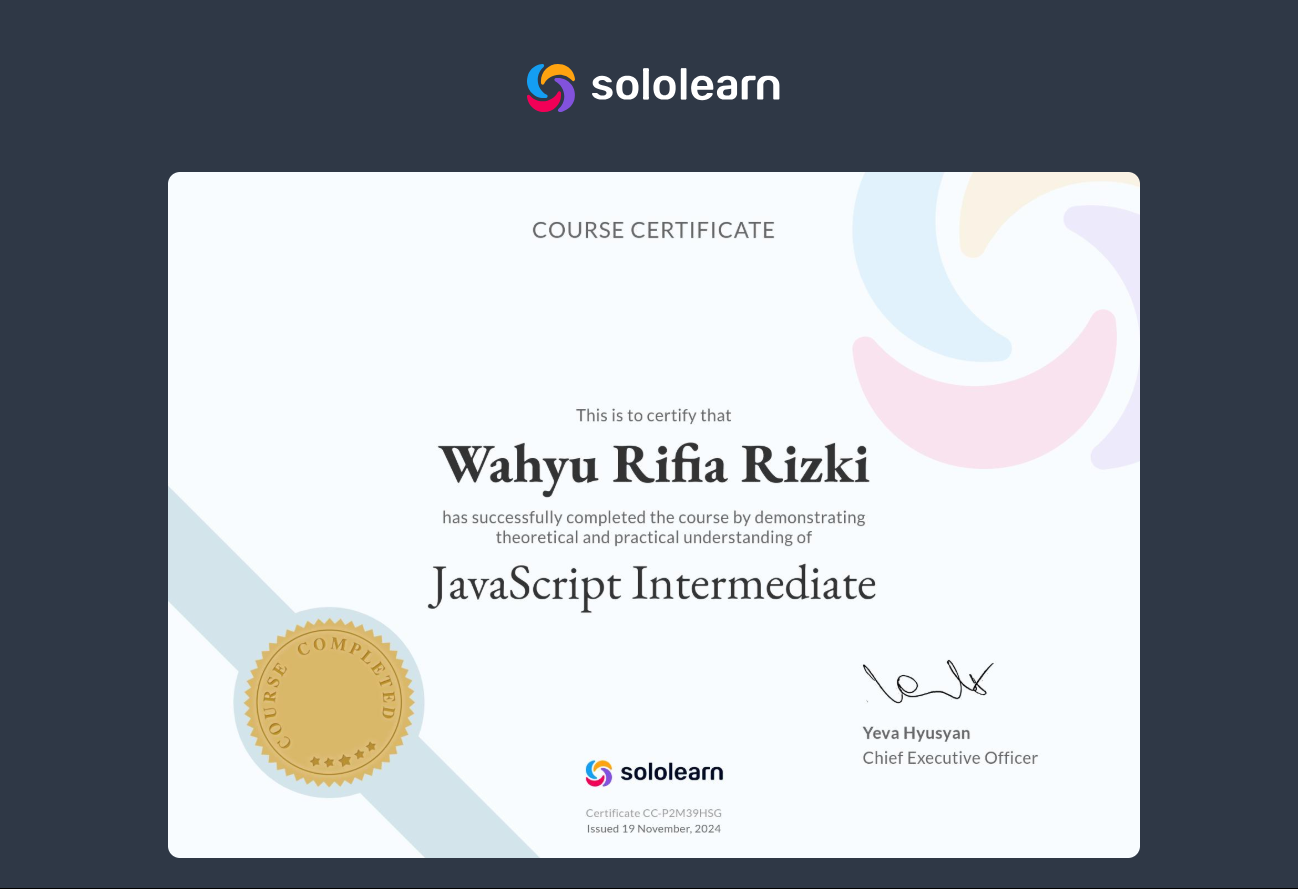 sololearn
COURSE CERTIFICATE
This is to certify that
Wahyu Rifia Rizki
has successfully completed the course by demonstrating
theoretical and practical understanding of
JavaScript Intermediate
COURSE COMPLETED
Yeva Hyusyan
Chief Executive Officer
sololearn
Certificate CC-P2M39HSG
Issued 19 November, 2024